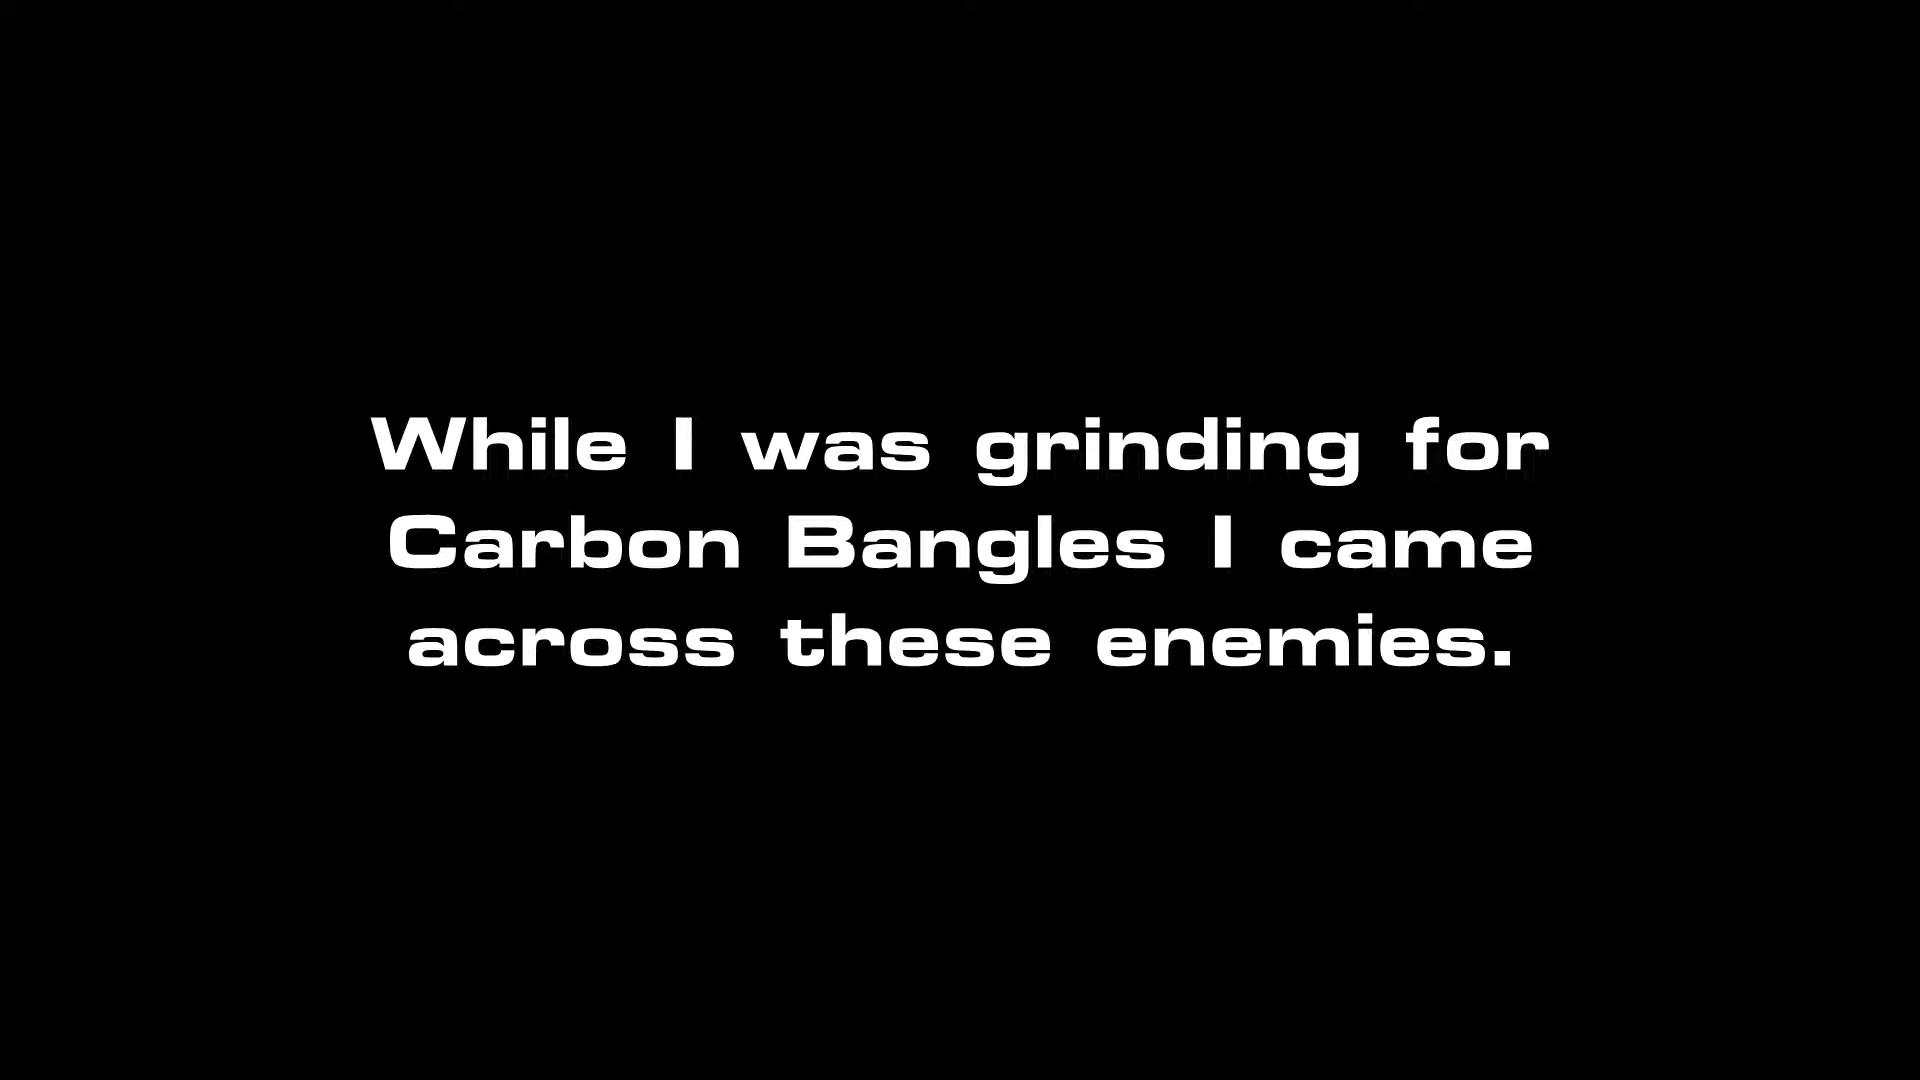 While I was grinding for
Carbon Bangles I came
across these enemies.